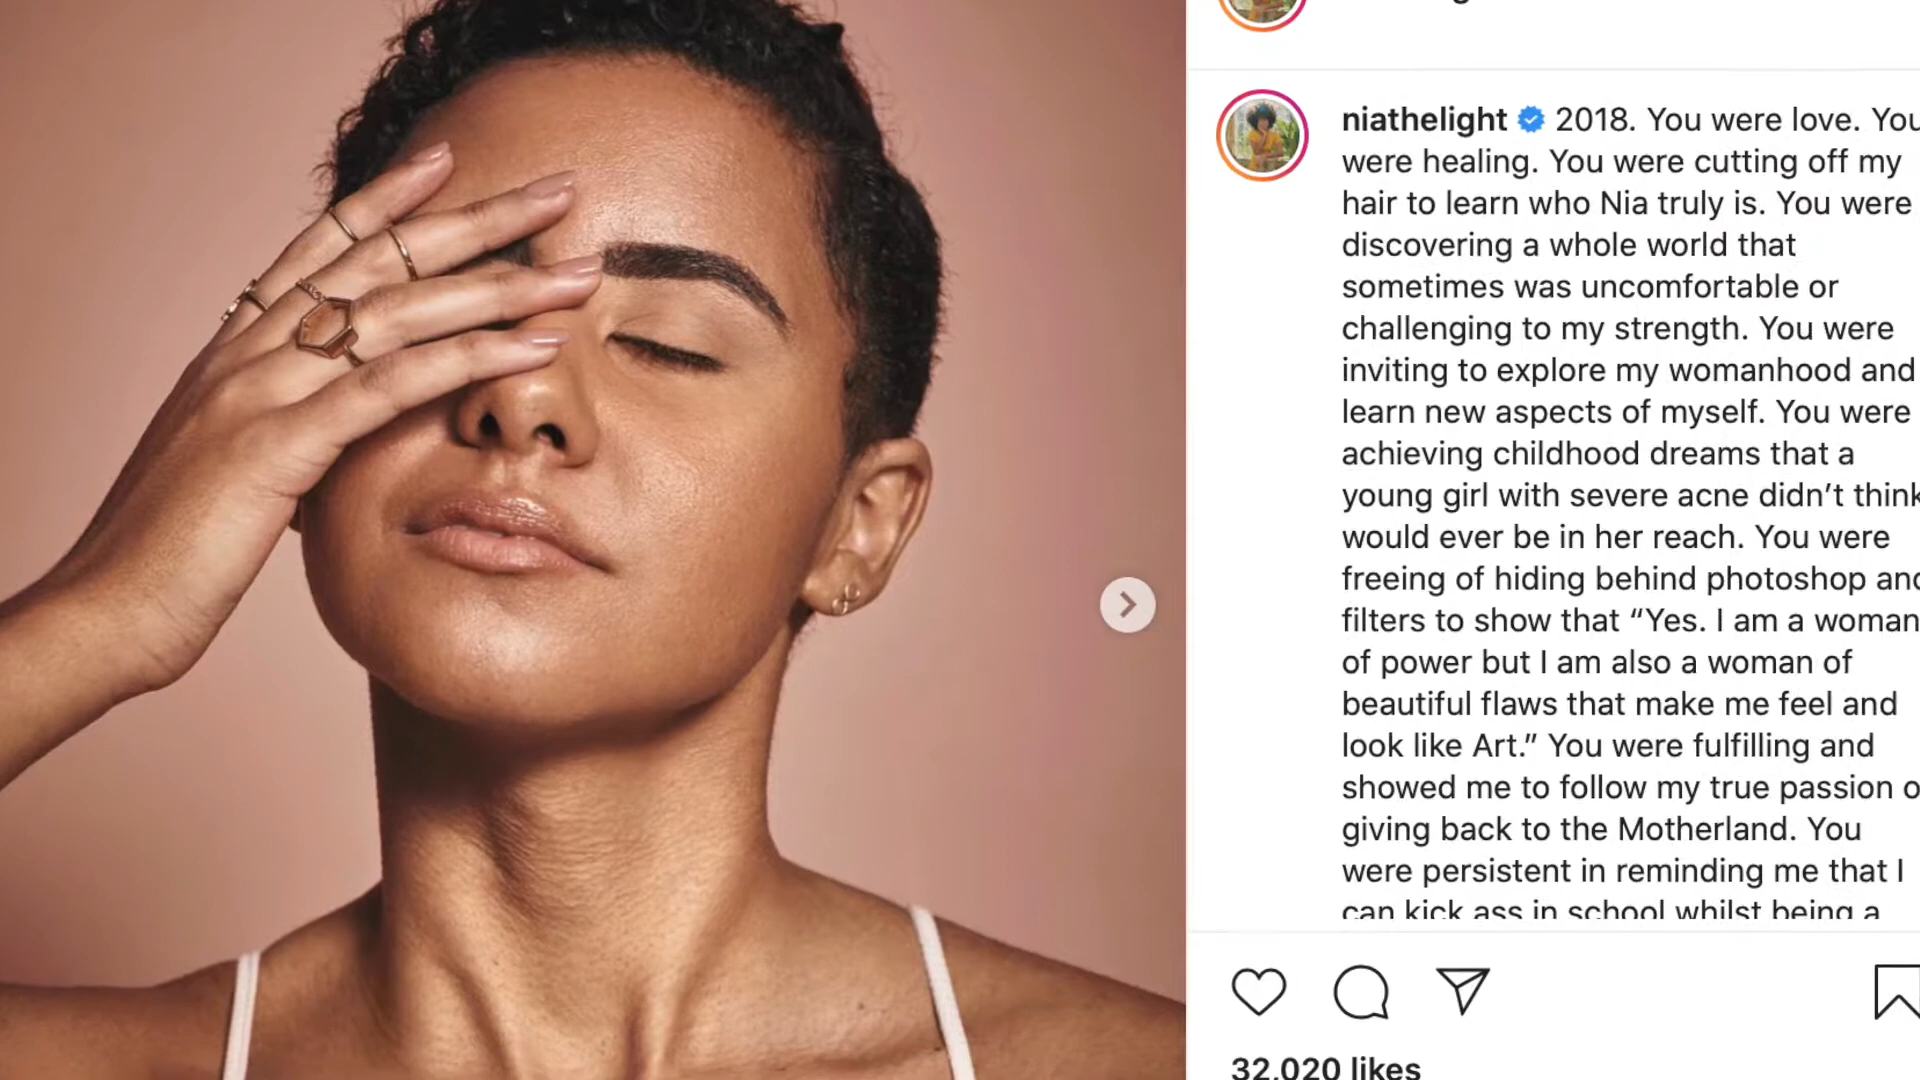 niathelight 2018. You were love. You
were healing. You were cutting off my
hair to learn who Nia truly is. You were
discovering a whole world that
sometimes was uncomfortable or
challenging to my strength. You were
inviting to explore my womanhood and
learn new aspects of myself. You were
achieving childhood dreams that a
young girl with severe acne didn’t think
would ever be in her reach. You were
freeing of hiding behind photoshop and
filters to show that “Yes. I am a woman
of power but I am also a woman of
beautiful flaws that make me feel and
look like Art.” You were fulfilling and
showed me to follow my true passion o
giving back to the Motherland. You
were persistent in reminding me that I
can kick ass in school whilst being a
32,020 likes